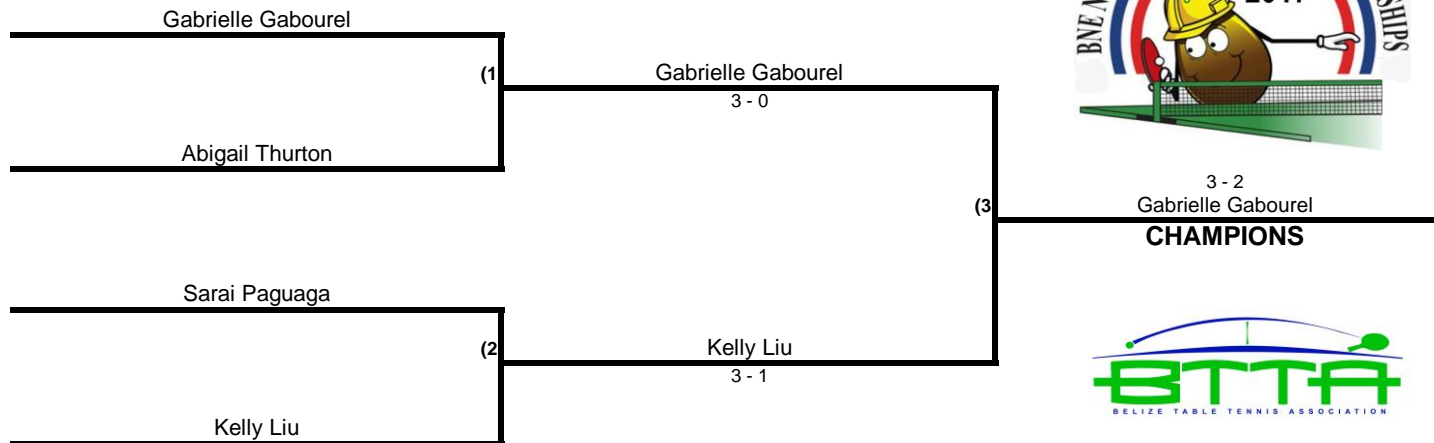 Gabrielle Gabourel
(1
Abigail Thurton
Gabrielle Gabourel
3 - 0
Sarai Paguaga
(2
Kelly Liu
Kelly Liu
3 - 1
(3
3 - 2
Gabrielle Gabourel
CHAMPIONS
BNE
BTTA
BELIZE TABLE TENNIS ASSOCIATION